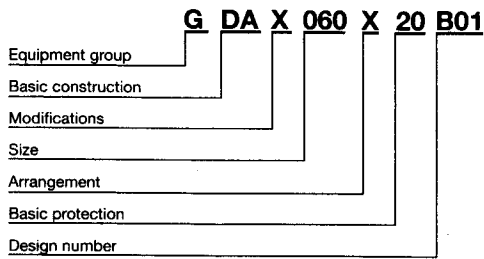 G DA X 060 X 20 B01
Equipment group
Basic construction
Modifications
Size
Arrangement
Basic protection
Design number